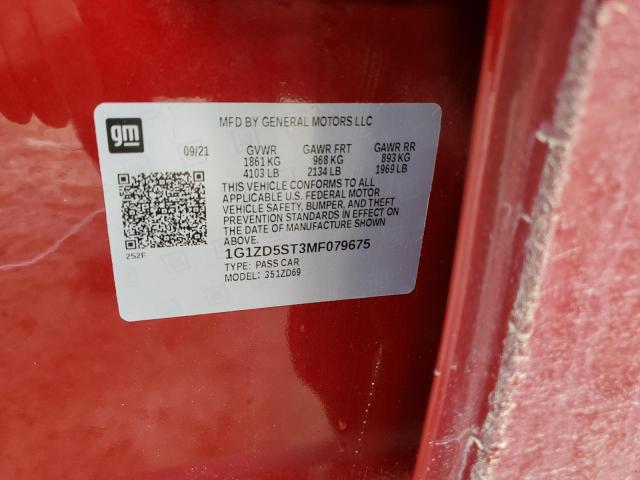 gm
MFD BY GENERAL MOTORS LLC
09/21 GVWR GAWR FRT GAWR RR
1861 KG 968 KG 893 KG
4103 LB 2134 LB 1969 LB
THIS VEHICLE CONFORMS TO ALL
APPLICABLE U.S. FEDERAL MOTOR
VEHICLE SAFETY, BUMPER, AND THEFT
PREVENTION STANDARDS IN EFFECT ON
THE DATE OF MANUFACTURE SHOWN
ABOVE.
252F
1G1ZD5ST3MF079675
TYPE: PASS CAR
MODEL: 351ZD69